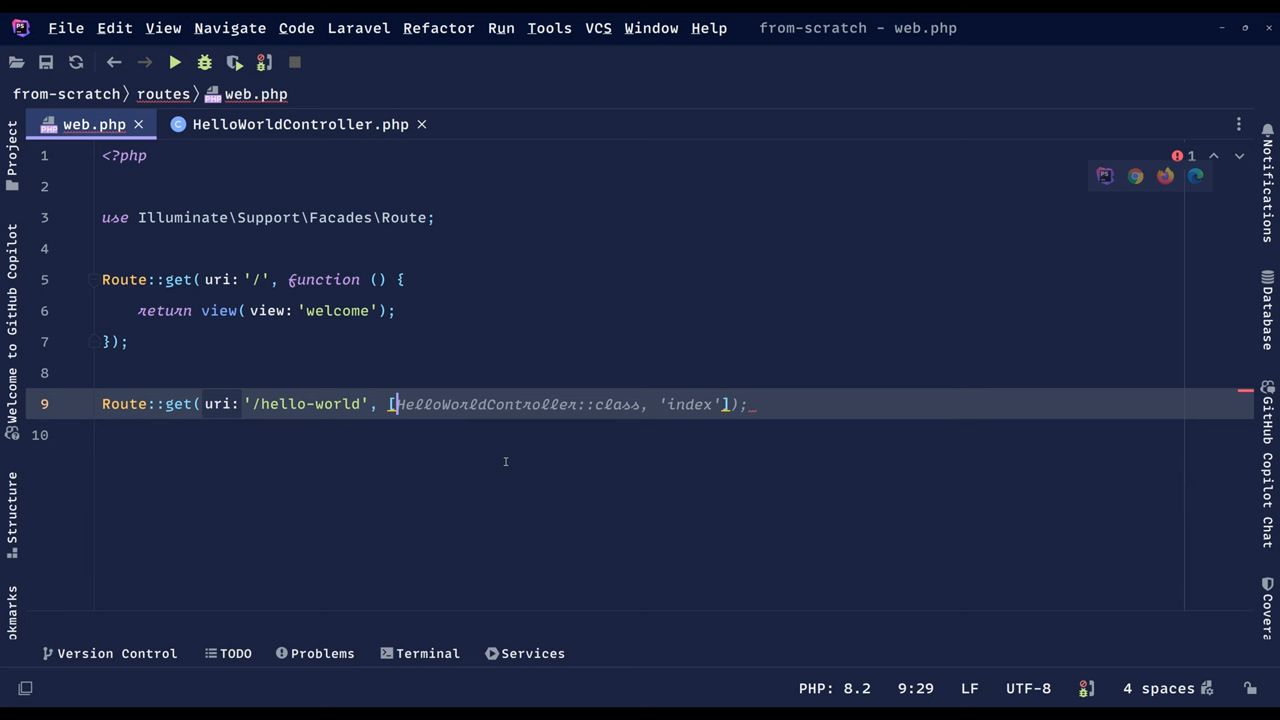 File Edit View Navigate Code Laravel Refactor Run Tools VCS Window Help from-scratch - web.php
from-scratch routes web.php
web.php HelloWorldController.php
1 <?php
2
3 use Illuminate\Support\Facades\Route;
4
5 Route::get( uri: '/', function () {
6 return view( view: 'welcome');
7 });
8
9 Route::get( uri: '/hello-world', [HelloWorldController::class, 'index']);
10
1
Project
Welcome to GitHub Copilot
Structure
okmarks
Notifications
Database
GitHub Copilot Chat
Covera
Version Control TODO Problems Terminal Services
PHP: 8.2 9:29 LF UTF-8 4 spaces